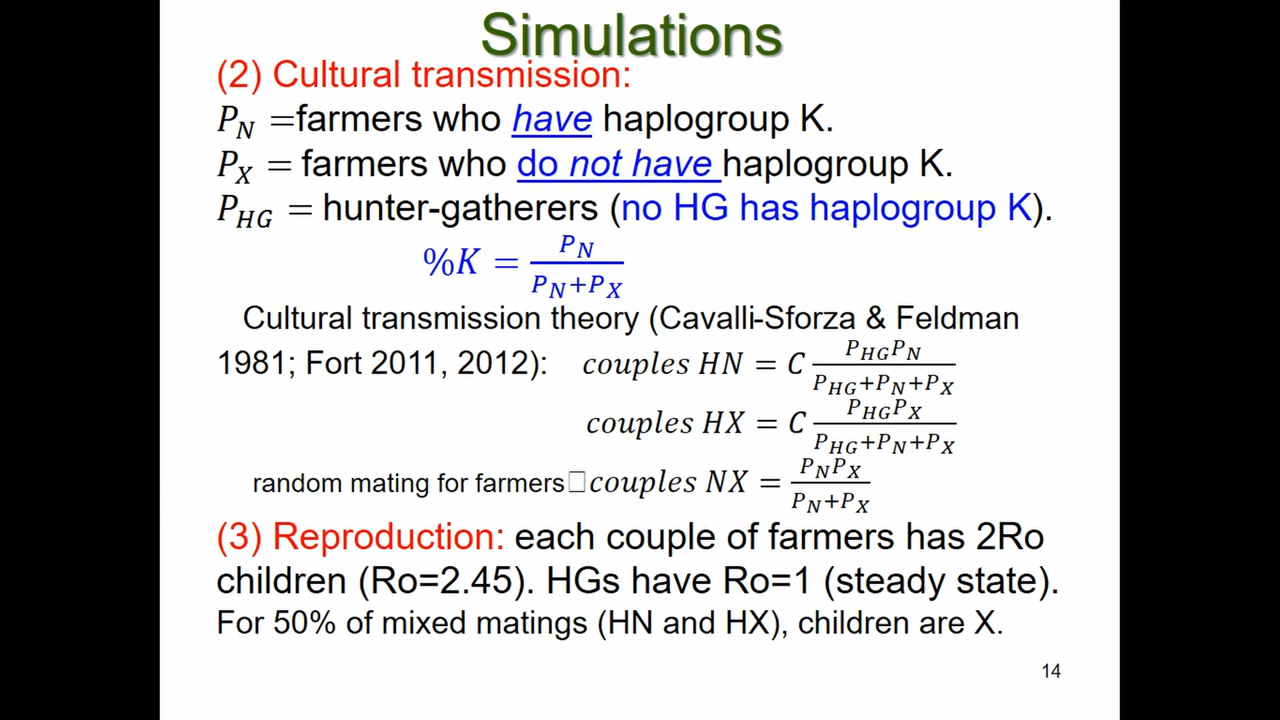 Simulations
(2) Cultural transmission:
P_N =farmers who have haplogroup K.
P_X = farmers who do not have haplogroup K.
P_HG = hunter-gatherers (no HG has haplogroup K).
%K = P_N / (P_N+P_X)
Cultural transmission theory (Cavalli-Sforza & Feldman
1981; Fort 2011, 2012): couples HN = C P_HG P_N / (P_HG+P_N+P_X)
couples HX = C P_HG P_X / (P_HG+P_N+P_X)
random mating for farmers□couples NX = P_N P_X / (P_N+P_X)
(3) Reproduction: each couple of farmers has 2Ro
children (Ro=2.45). HGs have Ro=1 (steady state).
For 50% of mixed matings (HN and HX), children are X.
14